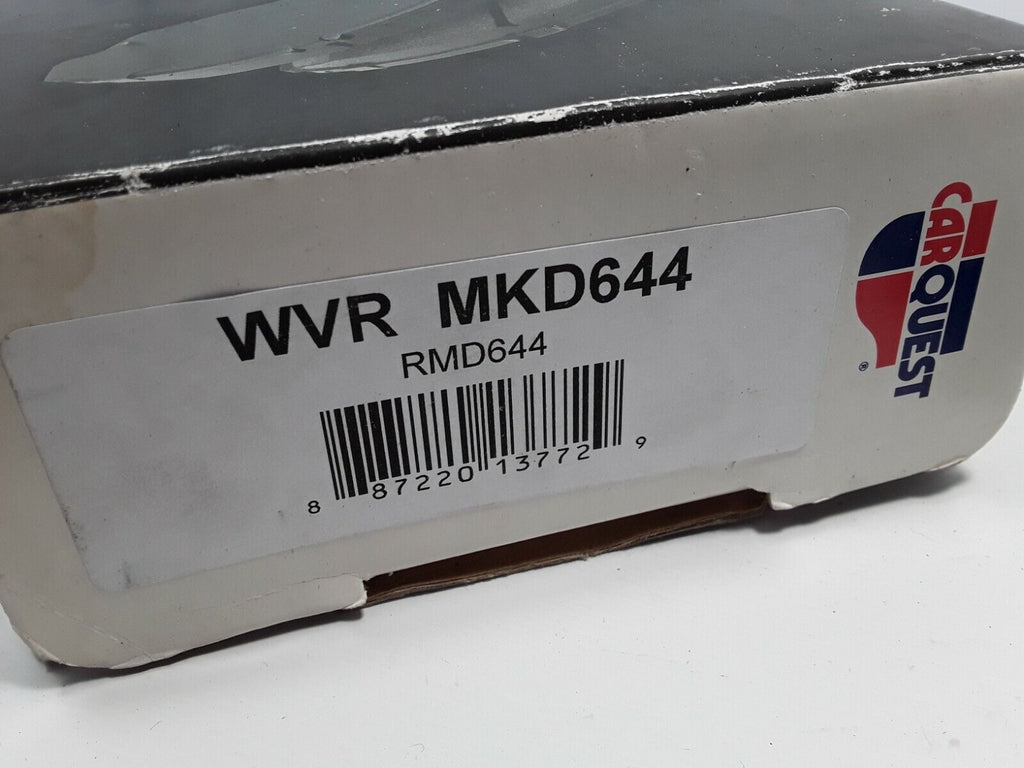 WVR MKD644
RMD644
8 87220 13772 9
CARQUEST
®